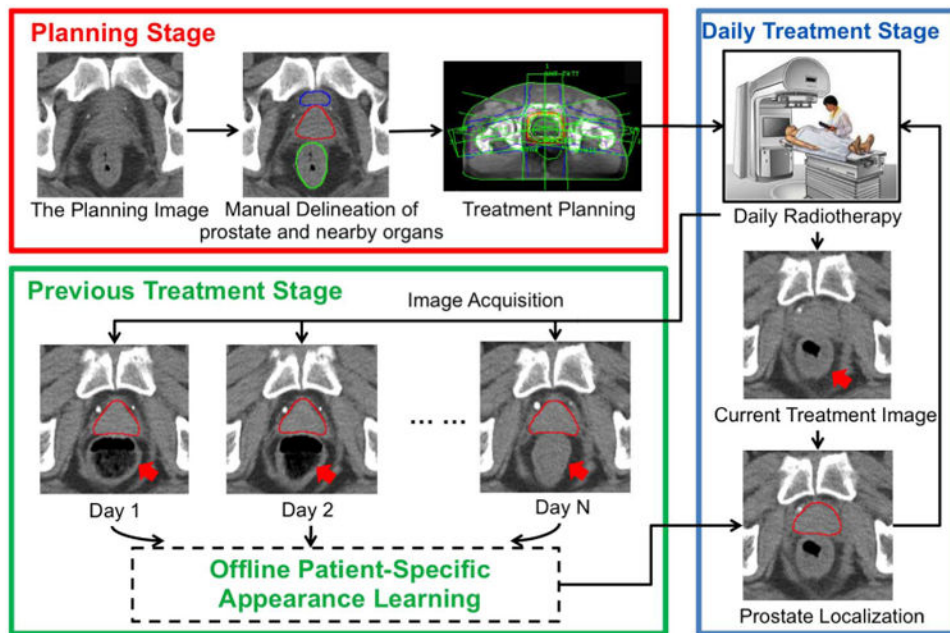 Planning Stage
The Planning Image
Manual Delineation of
prostate and nearby organs
Treatment Planning
Daily Treatment Stage
Daily Radiotherapy
Current Treatment Image
Prostate Localization
Previous Treatment Stage
Image Acquisition
... ...
Day 1
Day 2
Day N
Offline Patient-Specific
Appearance Learning